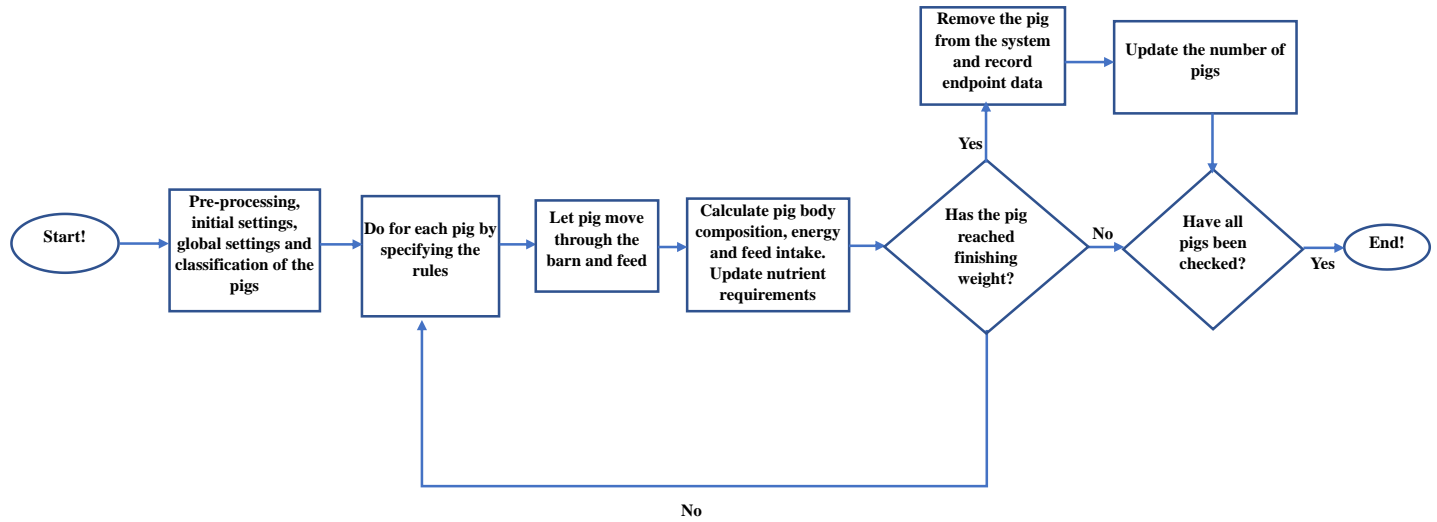 Start!
Pre-processing,
initial settings,
global settings and
classification of the
pigs
Do for each pig by
specifying the
rules
Let pig move
through the
barn and feed
Calculate pig body
composition, energy
and feed intake.
Update nutrient
requirements
Has the pig
reached
finishing
weight?
Yes
Remove the pig
from the system
and record
endpoint data
Update the number of
pigs
No
Have all
pigs been
checked?
Yes
End!
No